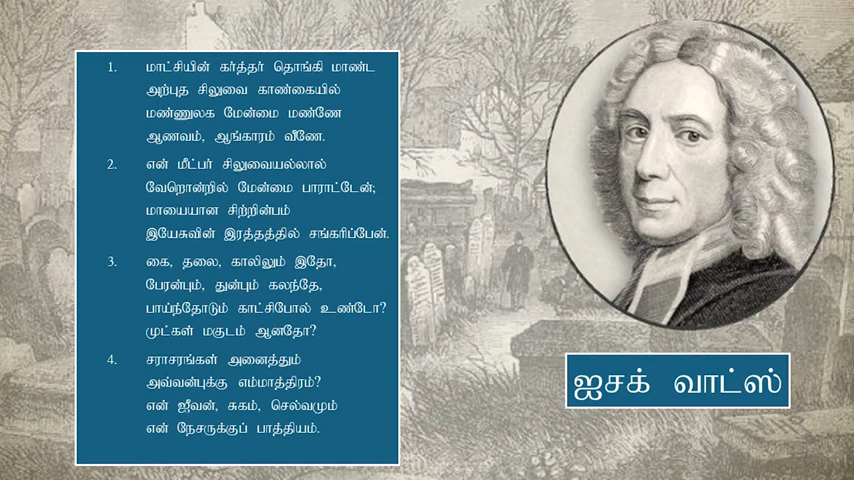 1. மாட்சியின் கர்த்தர் தொங்கி மாண்ட
அற்புத சிலுவை காண்கையில்
மண்ணுலக மேன்மை மண்ணே
ஆணவம், ஆங்காரம் வீணே.
2. என் மீட்பர் சிலுவையல்லால்
வேறொன்றில் மேன்மை பாராட்டேன்;
மாயையான சிற்றின்பம்
இயேசுவின் இரத்தத்தில் சங்கரிப்பேன்.
3. கை, தலை, காலிலும் இதோ,
பேரன்பும், துன்பும் கலந்தே,
பாய்ந்தோடும் காட்சிபோல் உண்டோ?
முட்கள் மகுடம் ஆனதோ?
4. சராசரங்கள் அனைத்தும்
அவ்வன்புக்கு எம்மாத்திரம்?
என் ஜீவன், சுகம், செல்வமும்
என் நேசருக்குப் பாத்தியம்.
ஐசக் வாட்ஸ்